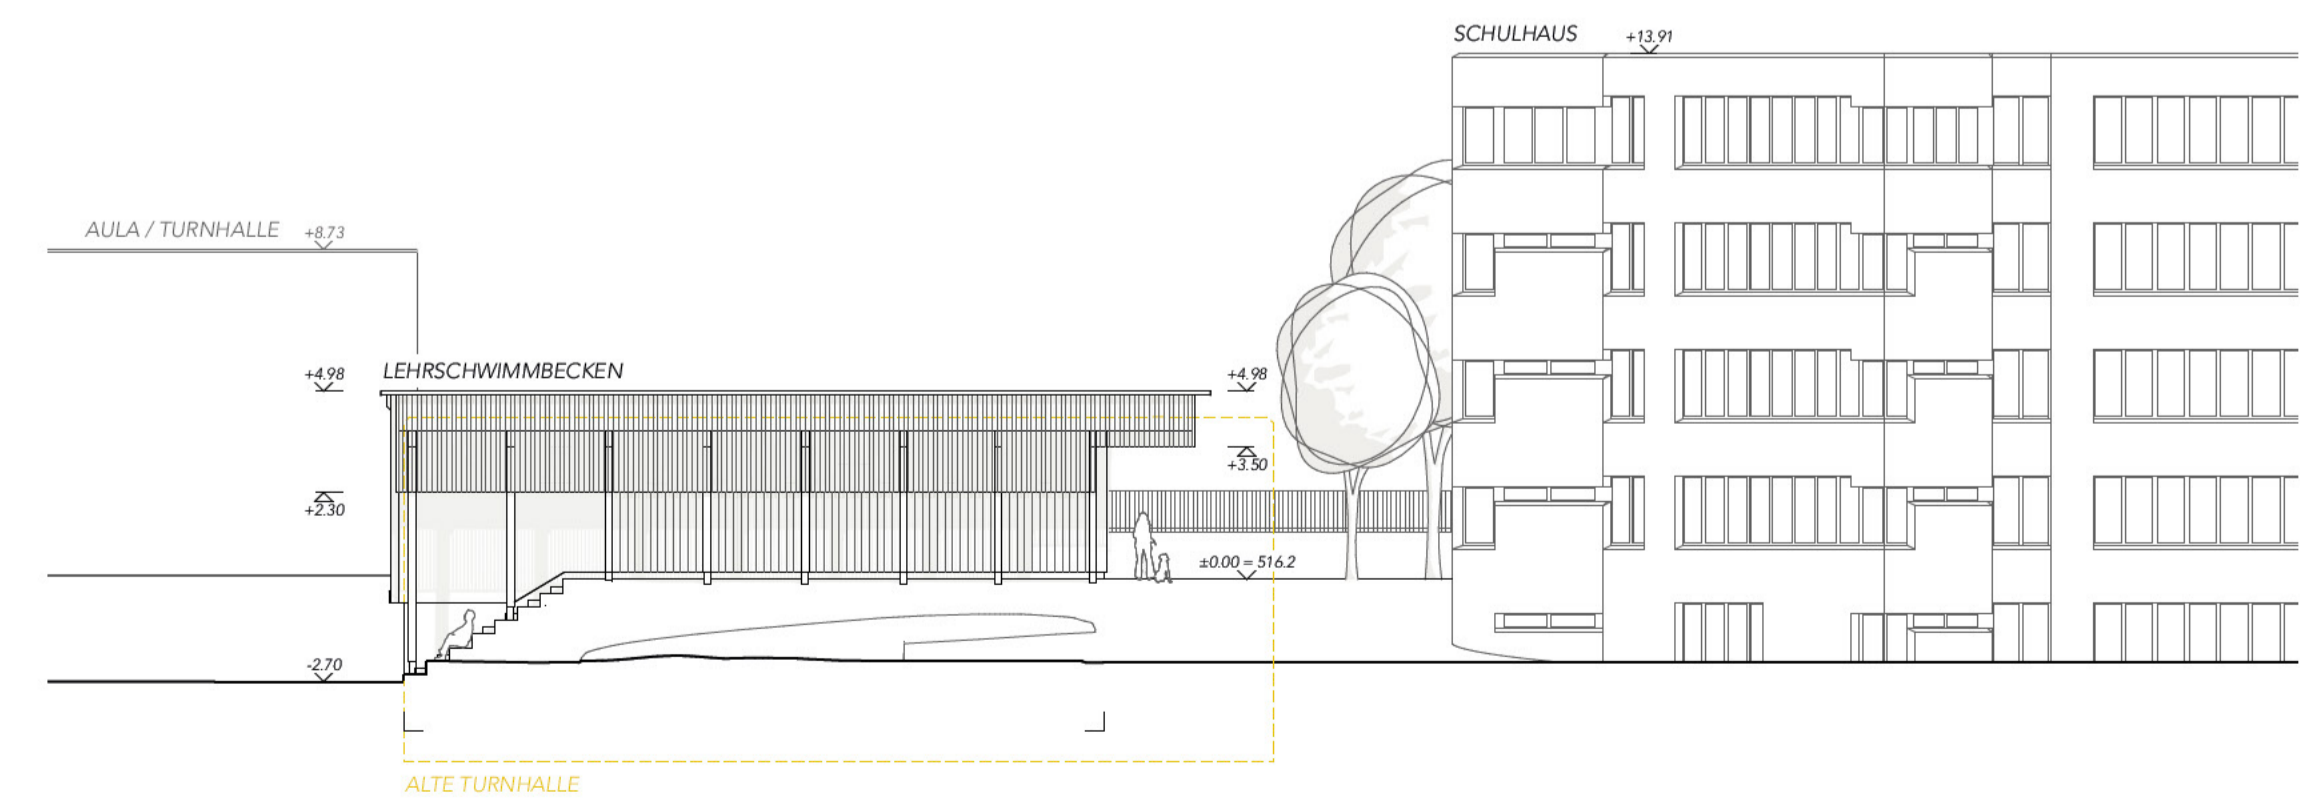 SCHULHAUS +13.91
AULA / TURNHALLE +8.73
+4.98 LEHRSCHWIMMBECKEN +4.98
+3.50
+2.30
±0.00 = 516.2
-2.70
ALTE TURNHALLE